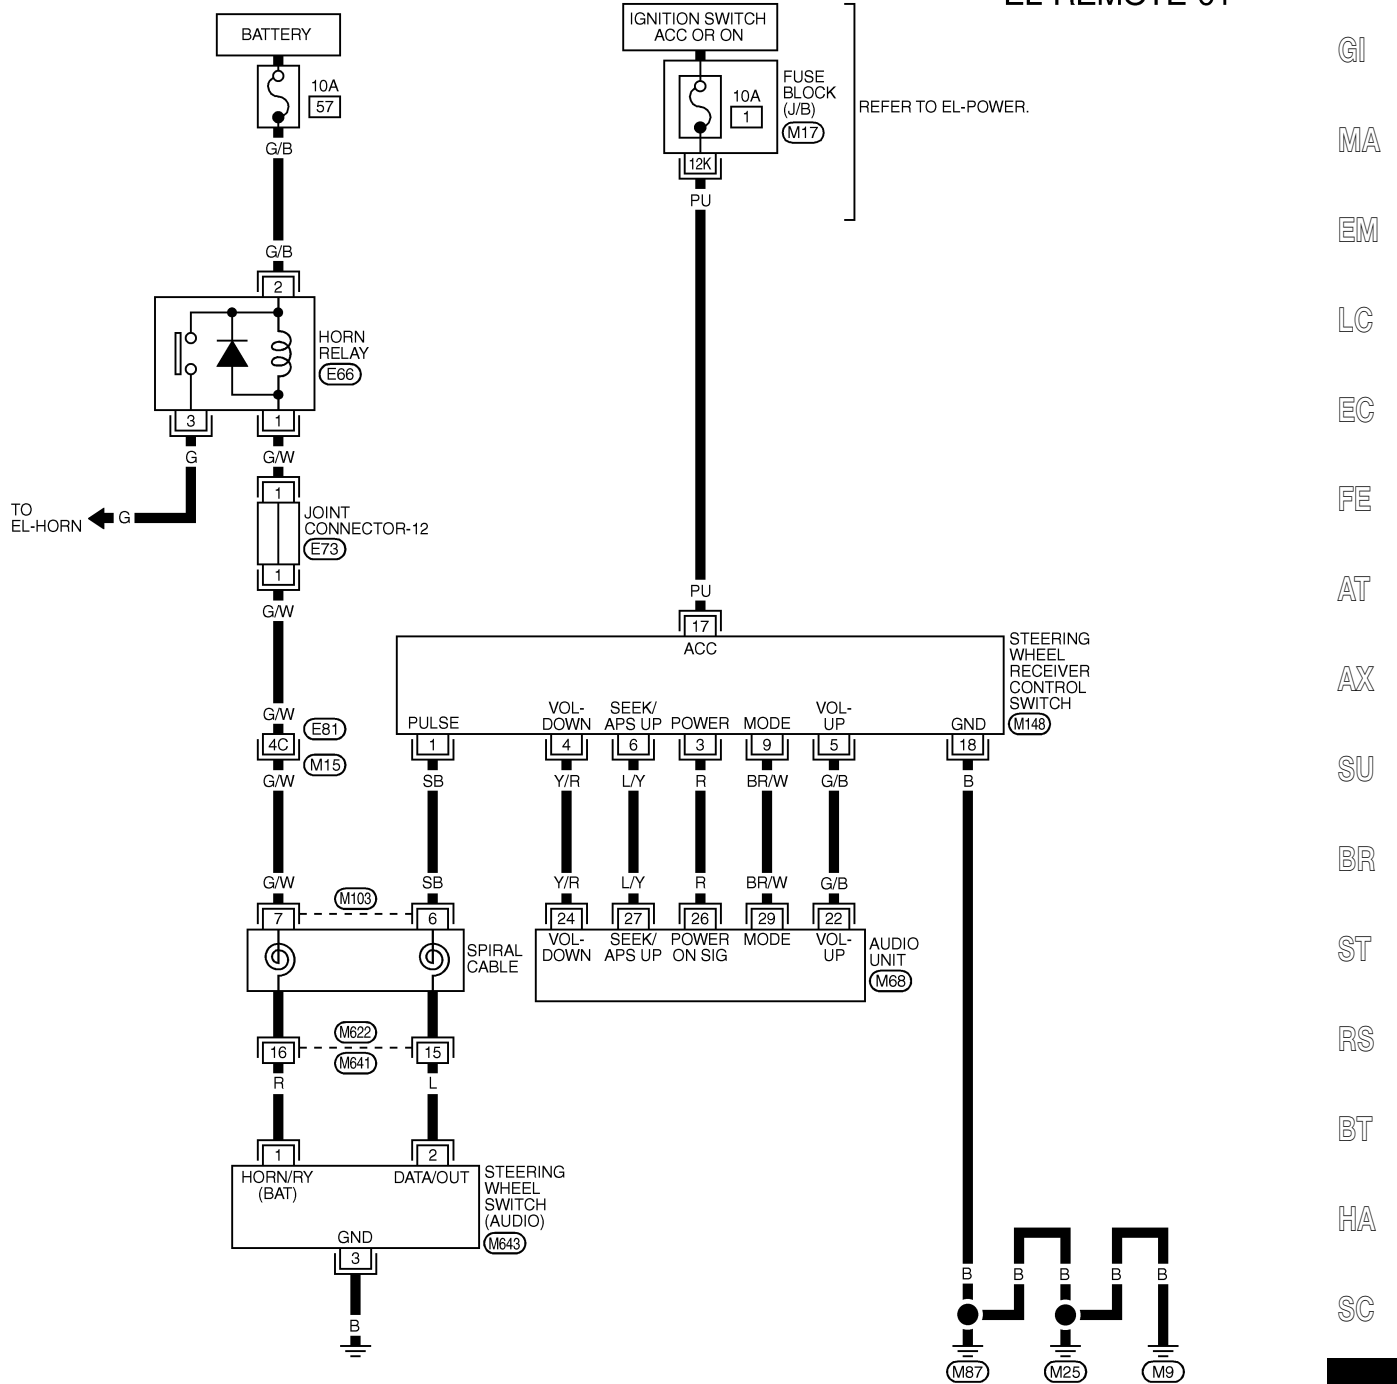 BATTERY
10A
57
G/B
G/B
2
HORN
RELAY
E66
3
1
G
G/W
TO
EL-HORN
G
1
JOINT
CONNECTOR-12
E73
1
G/W
G/W
E81
4C
M15
G/W
G/W
M103
7
6
SPIRAL
CABLE
M622
16
15
M641
R
L
1
2
HORN/RY
(BAT)
DATA/OUT
STEERING
WHEEL
SWITCH
(AUDIO)
M643
GND
3
B
IGNITION SWITCH
ACC OR ON
10A
1
FUSE
BLOCK
(J/B)
M17
REFER TO EL-POWER.
12K
PU
PU
17
ACC
STEERING
WHEEL
RECEIVER
CONTROL
SWITCH
M148
PULSE
VOL-
DOWN
SEEK/
APS UP
POWER
MODE
VOL-
UP
GND
1
4
6
3
9
5
18
SB
Y/R
L/Y
R
BR/W
G/B
B
SB
Y/R
L/Y
R
BR/W
G/B
24
27
26
29
22
VOL-
DOWN
SEEK/
APS UP
POWER
ON SIG
MODE
VOL-
UP
AUDIO
UNIT
M68
B
B
B
B
B
M87
M25
M9
GI
MA
EM
LC
EC
FE
AT
AX
SU
BR
ST
RS
BT
HA
SC